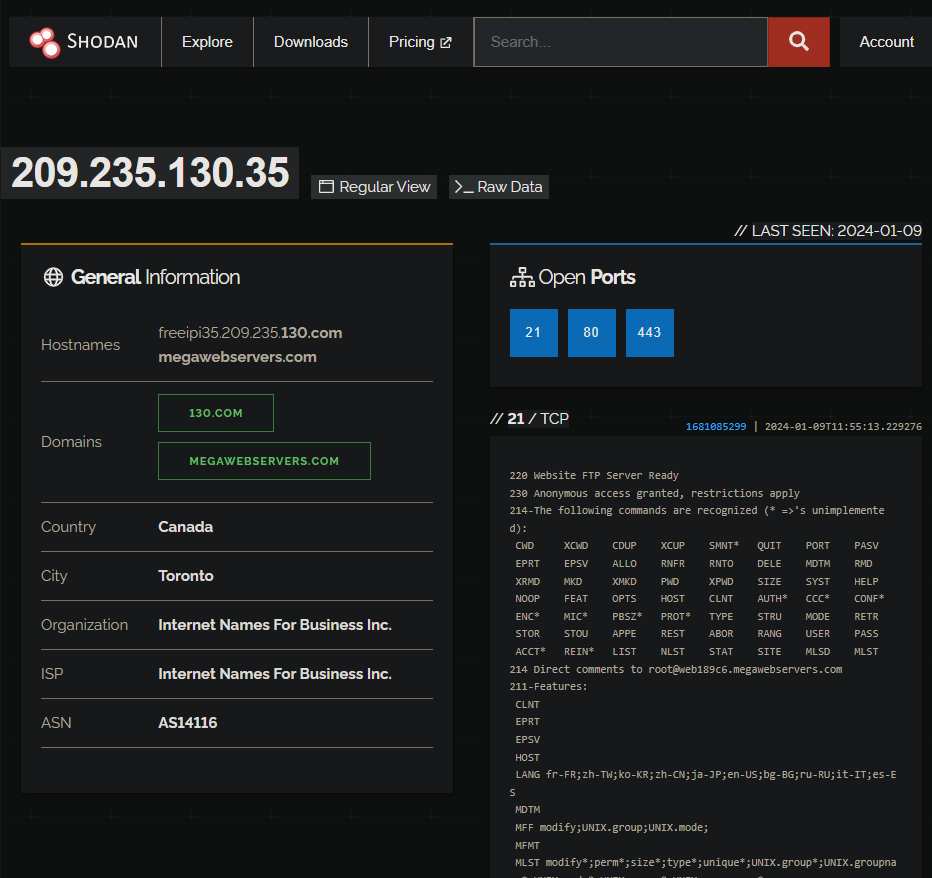 SHODAN
Explore
Downloads
Pricing
Search...
Account
209.235.130.35
Regular View
Raw Data
// LAST SEEN: 2024-01-09
General Information
Hostnames
freeipi35.209.235.130.com
megawebservers.com
Domains
130.COM
MEGAWEBSERVERS.COM
Country Canada
City Toronto
Organization Internet Names For Business Inc.
ISP Internet Names For Business Inc.
ASN AS14116
Open Ports
21 80 443
// 21 / TCP
1681085299 | 2024-01-09T11:55:13.229276
220 Website FTP Server Ready
230 Anonymous access granted, restrictions apply
214-The following commands are recognized (* =>'s unimplemente
d):
CWD XCWD CDUP XCUP SMNT* QUIT PORT PASV
EPRT EPSV ALLO RNFR RNTO DELE MDTM RMD
XRMD MKD XMKD PWD XPWD SIZE SYST HELP
NOOP FEAT OPTS HOST CLNT AUTH* CCC* CONF*
ENC* MIC* PBSZ* PROT* TYPE STRU MODE RETR
STOR STOU APPE REST ABOR RANG USER PASS
ACCT* REIN* LIST NLST STAT SITE MLSD MLST
214 Direct comments to root@web189c6.megawebservers.com
211-Features:
CLNT
EPRT
EPSV
HOST
LANG fr-FR;zh-TW;ko-KR;zh-CN;ja-JP;en-US;bg-BG;ru-RU;it-IT;es-E
S
MDTM
MFF modify;UNIX.group;UNIX.mode;
MFMT
MLST modify*;perm*;size*;type*;unique*;UNIX.group*;UNIX.groupna